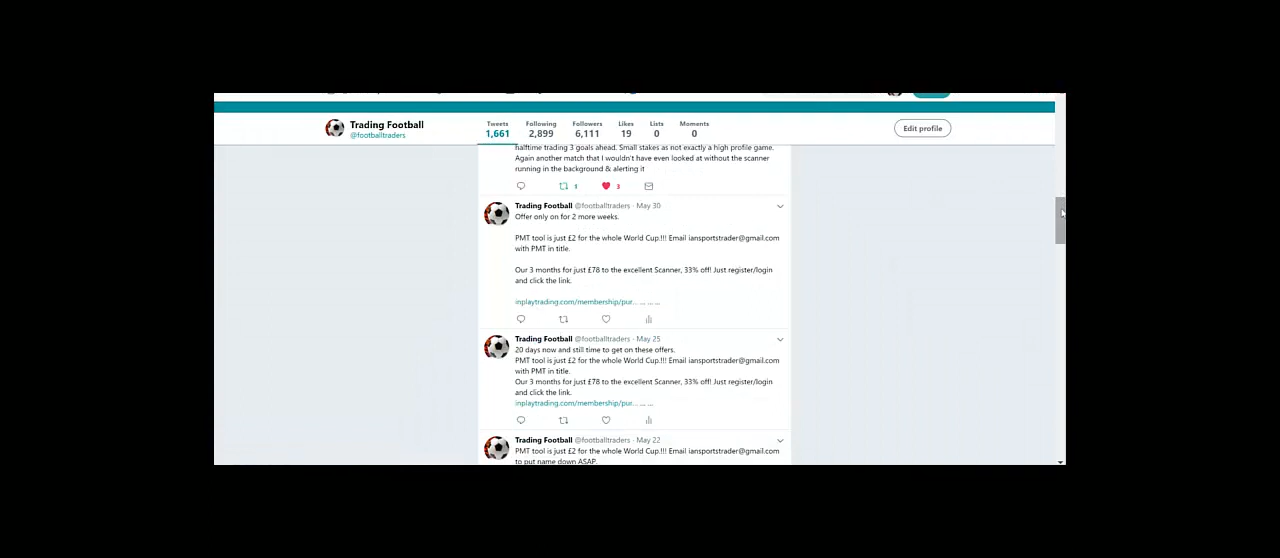 Trading Football
@footballtraders
Tweets Following Followers Likes Lists Moments
1,661 2,899 6,111 19 0 0
Edit profile
halftime trading 3 goals ahead. Small stakes as not exactly a high profile game.
Again another match that I wouldn't have even looked at without the scanner
running in the background & alerting it
1 3
Trading Football @footballtraders · May 30
Offer only on for 2 more weeks.
PMT tool is just £2 for the whole World Cup.!!! Email iansportstrader@gmail.com
with PMT in title.
Our 3 months for just £78 to the excellent Scanner, 33% off! Just register/login
and click the link.
inplaytrading.com/membership/pur... ... ...
Trading Football @footballtraders · May 25
20 days now and still time to get on these offers.
PMT tool is just £2 for the whole World Cup.!!! Email iansportstrader@gmail.com
with PMT in title.
Our 3 months for just £78 to the excellent Scanner, 33% off! Just register/login
and click the link.
inplaytrading.com/membership/pur... ... ...
Trading Football @footballtraders · May 22
PMT tool is just £2 for the whole World Cup.!!! Email iansportstrader@gmail.com
to put name down ASAP.